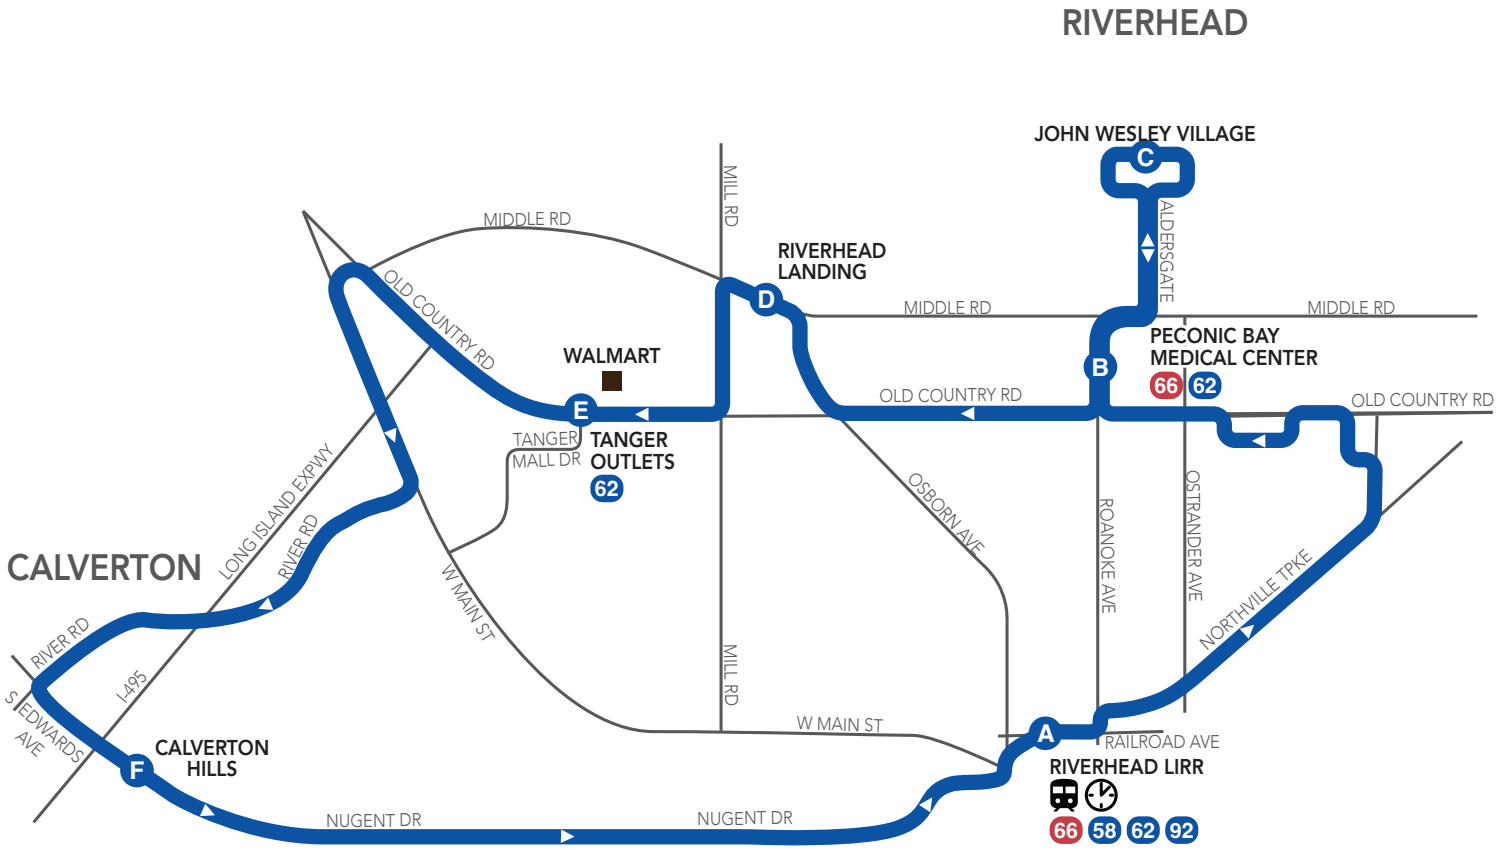 RIVERHEAD
JOHN WESLEY VILLAGE
C
ALDERSGATE
MILL RD
MIDDLE RD
RIVERHEAD
LANDING
D
OLD COUNTRY RD
MIDDLE RD
MIDDLE RD
PECONIC BAY
MEDICAL CENTER
B
66 62
WALMART
E
OLD COUNTRY RD
OLD COUNTRY RD
TANGER
MALL DR
TANGER
OUTLETS
62
LONG ISLAND EXPWY
OSBORN AVE
ROANOKE AVE
OSTRANDER AVE
CALVERTON
RIVER RD
W MAIN ST
NORTHVILLE TPKE
RIVER RD
I-495
MILL RD
S EDWARDS
AVE
W MAIN ST
A
RAILROAD AVE
CALVERTON
HILLS
F
RIVERHEAD LIRR
66 58 62 92
NUGENT DR
NUGENT DR